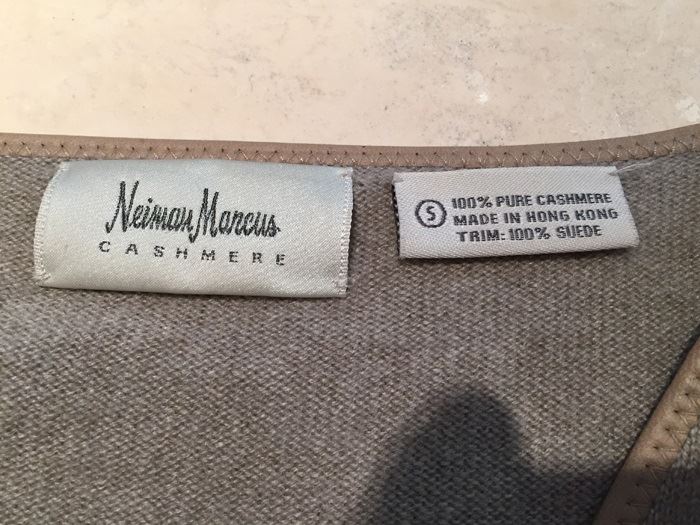 Neiman Marcus
CASHMERE
S
100% PURE CASHMERE
MADE IN HONG KONG
TRIM: 100% SUEDE